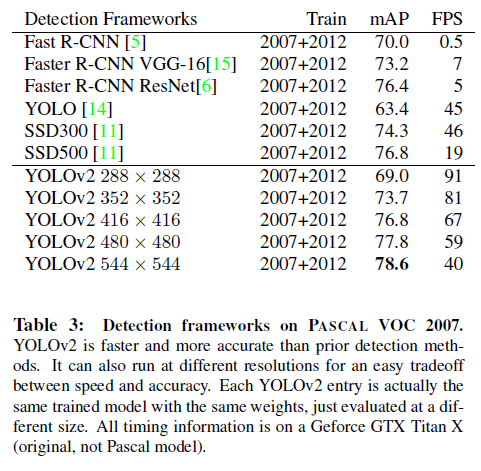 Detection Frameworks Train mAP FPS
Fast R-CNN [5] 2007+2012 70.0 0.5
Faster R-CNN VGG-16[15] 2007+2012 73.2 7
Faster R-CNN ResNet[6] 2007+2012 76.4 5
YOLO [14] 2007+2012 63.4 45
SSD300 [11] 2007+2012 74.3 46
SSD500 [11] 2007+2012 76.8 19
YOLOv2 288 × 288 2007+2012 69.0 91
YOLOv2 352 × 352 2007+2012 73.7 81
YOLOv2 416 × 416 2007+2012 76.8 67
YOLOv2 480 × 480 2007+2012 77.8 59
YOLOv2 544 × 544 2007+2012 78.6 40
Table 3: Detection frameworks on PASCAL VOC 2007.
YOLOv2 is faster and more accurate than prior detection meth-
ods. It can also run at different resolutions for an easy tradeoff
between speed and accuracy. Each YOLOv2 entry is actually the
same trained model with the same weights, just evaluated at a dif-
ferent size. All timing information is on a Geforce GTX Titan X
(original, not Pascal model).